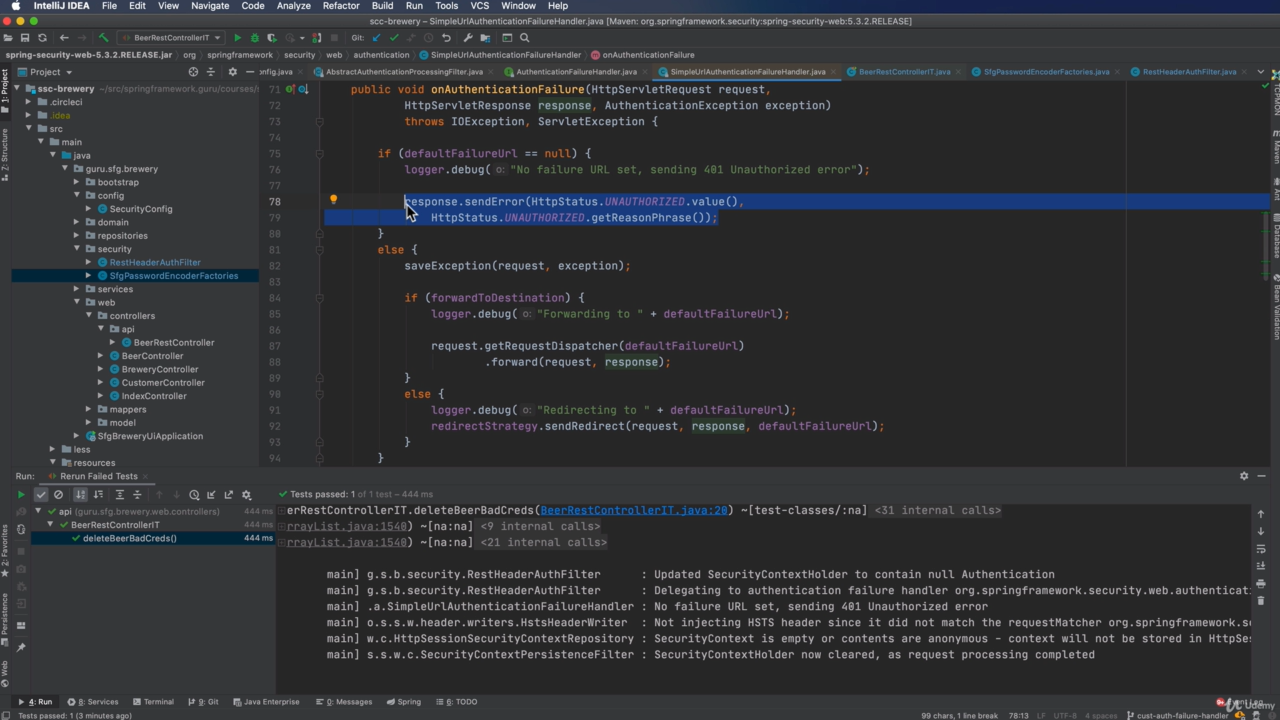 IntelliJ IDEA File Edit View Navigate Code Analyze Refactor Build Run Tools VCS Window Help
scc-brewery – SimpleUrlAuthenticationFailureHandler.java [Maven: org.springframework.security:spring-security-web:5.3.2.RELEASE]
BeerRestControllerIT Git:
spring-security-web-5.3.2.RELEASE.jar org springframework security web authentication SimpleUrlAuthenticationFailureHandler onAuthenticationFailure
Project onfig.java AbstractAuthenticationProcessingFilter.java AuthenticationFailureHandler.java SimpleUrlAuthenticationFailureHandler.java BeerRestControllerIT.java SfgPasswordEncoderFactories.java RestHeaderAuthFilter.java
ssc-brewery ~/src/springframework.guru/courses/s
.circleci
.idea
src
main
java
guru.sfg.brewery
bootstrap
config
SecurityConfig
domain
repositories
security
RestHeaderAuthFilter
SfgPasswordEncoderFactories
services
web
controllers
api
BeerRestController
BeerController
BreweryController
CustomerController
IndexController
mappers
model
SfgBreweryUiApplication
less
resources
71 public void onAuthenticationFailure(HttpServletRequest request,
72 HttpServletResponse response, AuthenticationException exception)
73 throws IOException, ServletException {
74
75 if (defaultFailureUrl == null) {
76 logger.debug( o: "No failure URL set, sending 401 Unauthorized error");
77
78 response.sendError(HttpStatus.UNAUTHORIZED.value(),
79 HttpStatus.UNAUTHORIZED.getReasonPhrase());
80 }
81 else {
82 saveException(request, exception);
83
84 if (forwardToDestination) {
85 logger.debug( o: "Forwarding to " + defaultFailureUrl);
86
87 request.getRequestDispatcher(defaultFailureUrl)
88 .forward(request, response);
89 }
90 else {
91 logger.debug( o: "Redirecting to " + defaultFailureUrl);
92 redirectStrategy.sendRedirect(request, response, defaultFailureUrl);
93 }
94 }
1: Project
Structure
2: Favorites
Persistence
Web
Maven
Ant
Database
Bean Validation
Run: Rerun Failed Tests
Tests passed: 1 of 1 test – 444 ms
api (guru.sfg.brewery.web.controllers) 444 ms
BeerRestControllerIT 444 ms
deleteBeerBadCreds() 444 ms
erRestControllerIT.deleteBeerBadCreds(BeerRestControllerIT.java:20) ~[test-classes/:na] <31 internal calls>
rrayList.java:1540) ~[na:na] <9 internal calls>
rrayList.java:1540) ~[na:na] <21 internal calls>
main] g.s.b.security.RestHeaderAuthFilter : Updated SecurityContextHolder to contain null Authentication
main] g.s.b.security.RestHeaderAuthFilter : Delegating to authentication failure handler org.springframework.security.web.authenticati
main] .a.SimpleUrlAuthenticationFailureHandler : No failure URL set, sending 401 Unauthorized error
main] o.s.s.w.header.writers.HstsHeaderWriter : Not injecting HSTS header since it did not match the requestMatcher org.springframework.sec
main] w.c.HttpSessionSecurityContextRepository : SecurityContext is empty or contents are anonymous - context will not be stored in HttpSes
main] s.s.w.c.SecurityContextPersistenceFilter : SecurityContextHolder now cleared, as request processing completed
4: Run 8: Services Terminal 9: Git Java Enterprise 0: Messages Spring 6: TODO
Tests passed: 1 (3 minutes ago) 99 chars, 1 line break 78:13 LF UTF-8 4 spaces cust-auth-failure-handler
Udemy